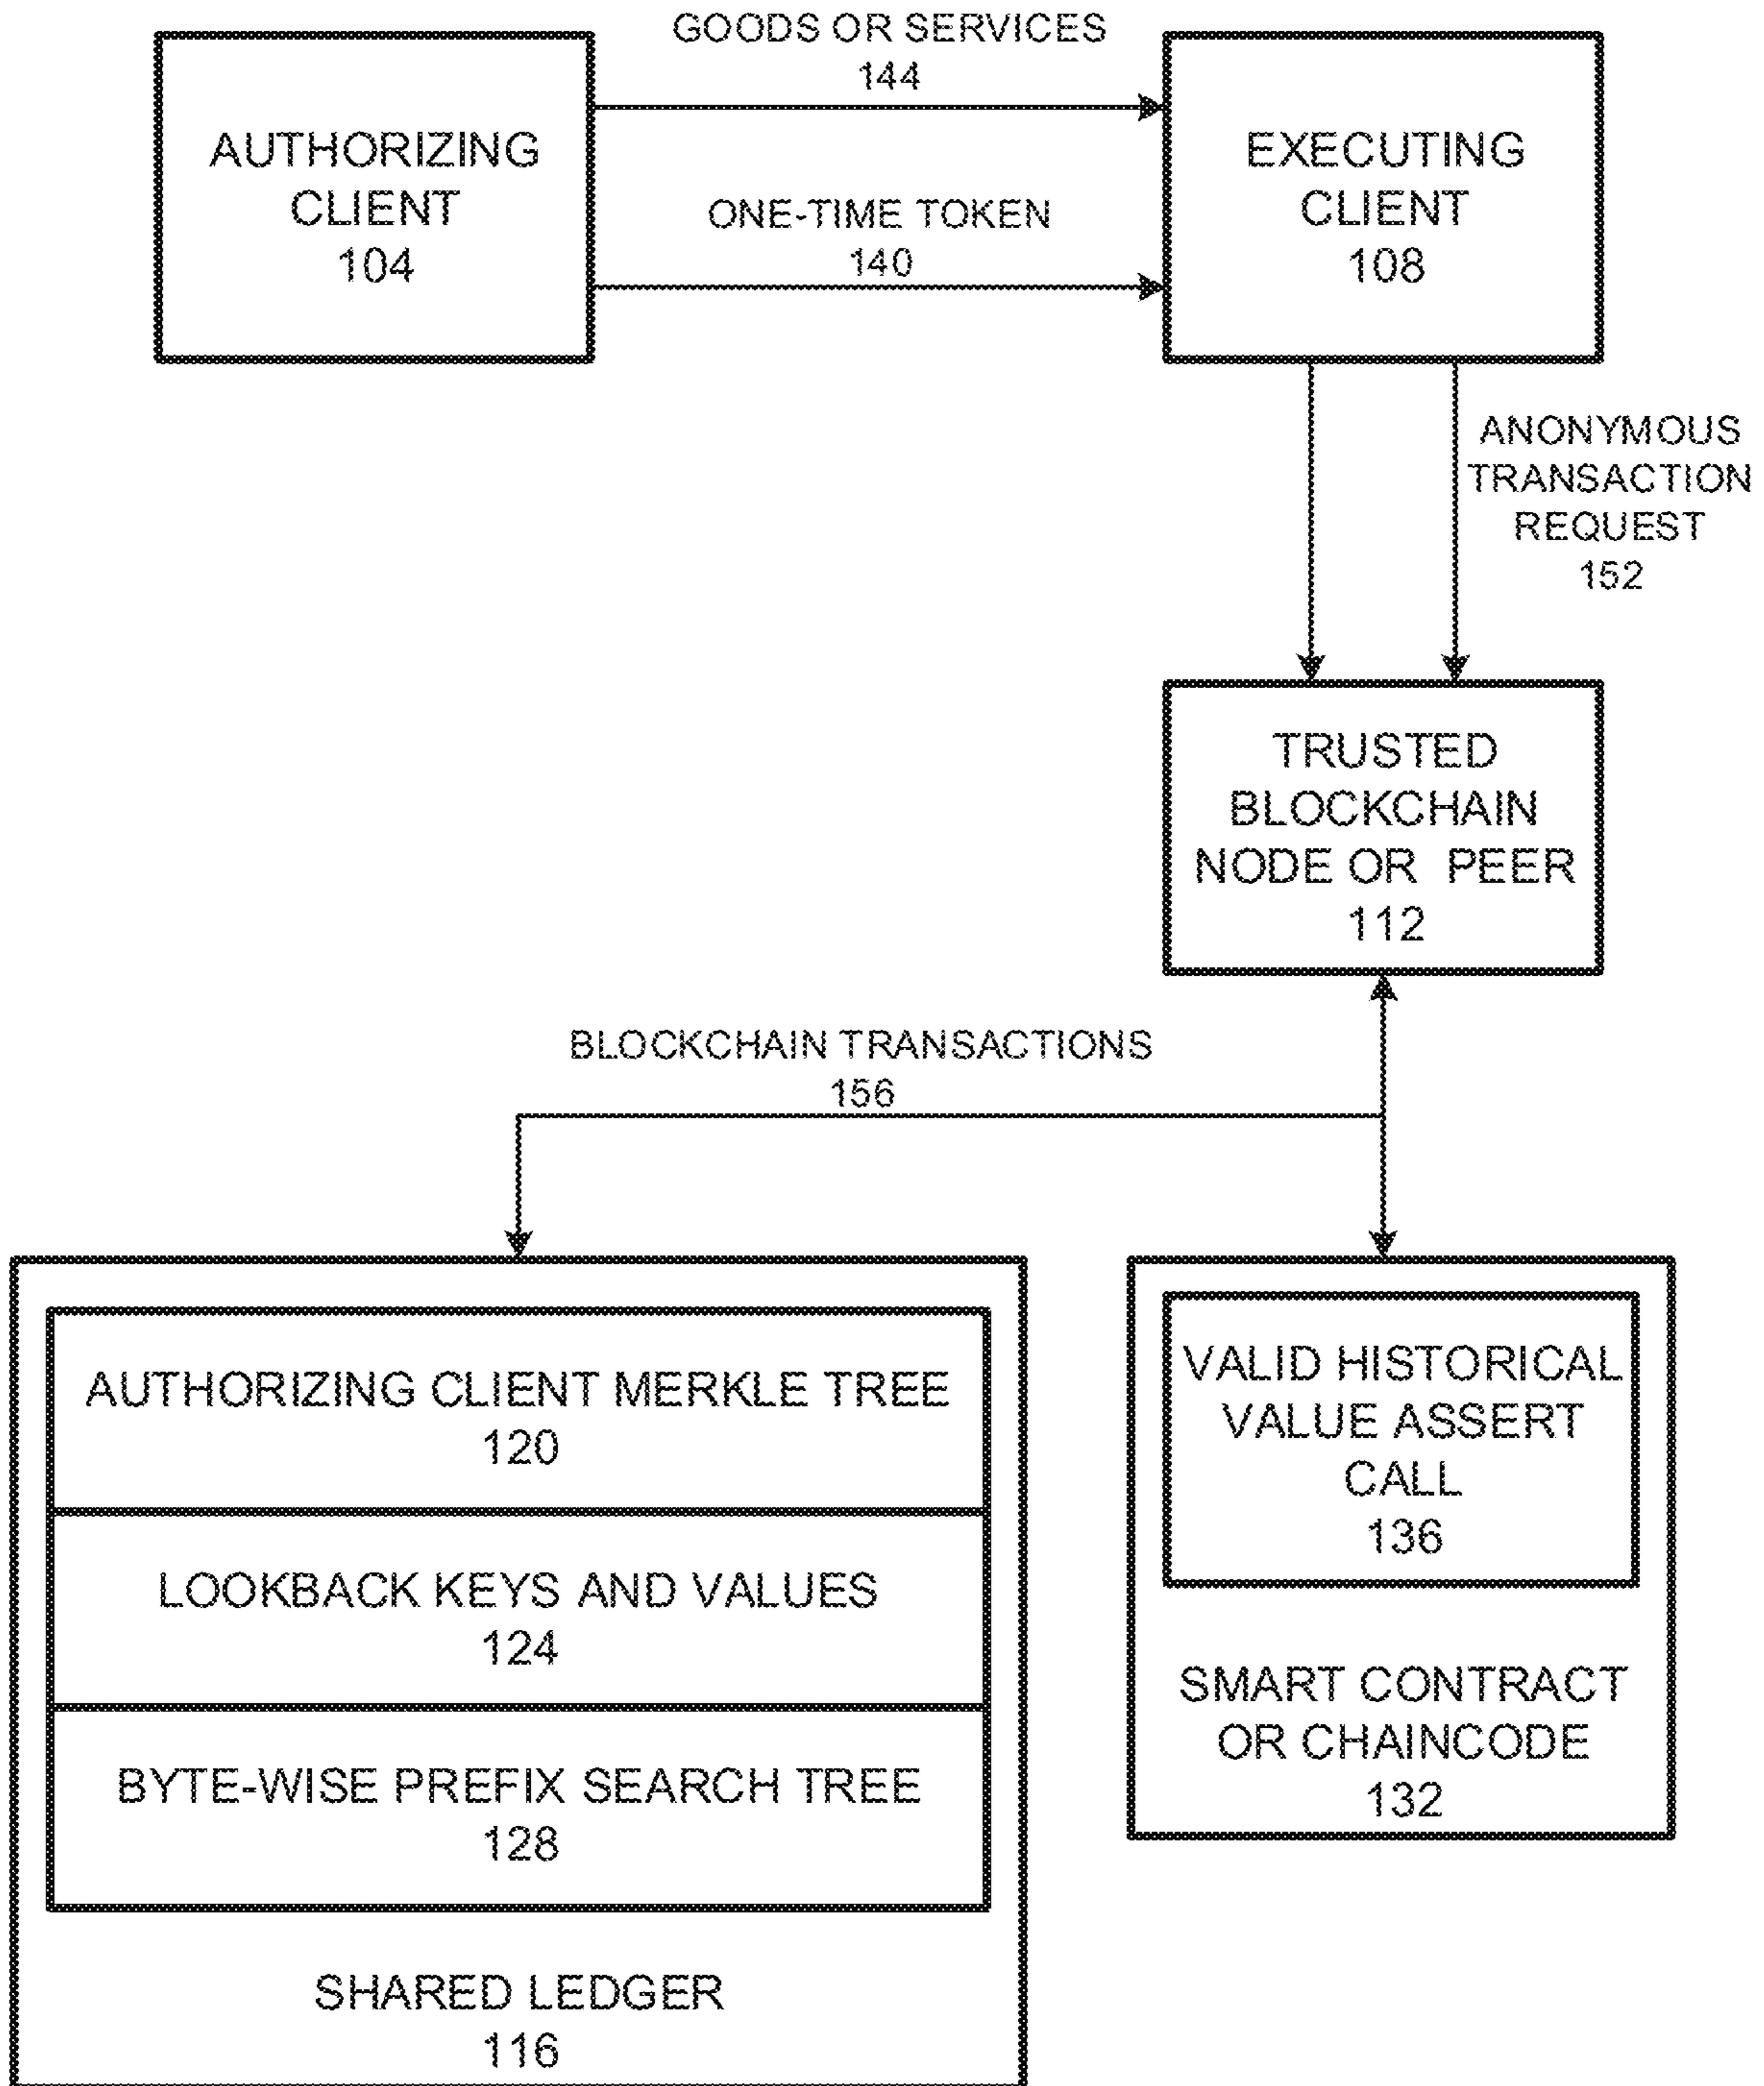 GOODS OR SERVICES
144
AUTHORIZING
CLIENT
104
ONE-TIME TOKEN
140
EXECUTING
CLIENT
108
ANONYMOUS
TRANSACTION
REQUEST
152
TRUSTED
BLOCKCHAIN
NODE OR PEER
112
BLOCKCHAIN TRANSACTIONS
156
AUTHORIZING CLIENT MERKLE TREE
120
LOOKBACK KEYS AND VALUES
124
BYTE-WISE PREFIX SEARCH TREE
128
SHARED LEDGER
116
VALID HISTORICAL
VALUE ASSERT
CALL
136
SMART CONTRACT
OR CHAINCODE
132